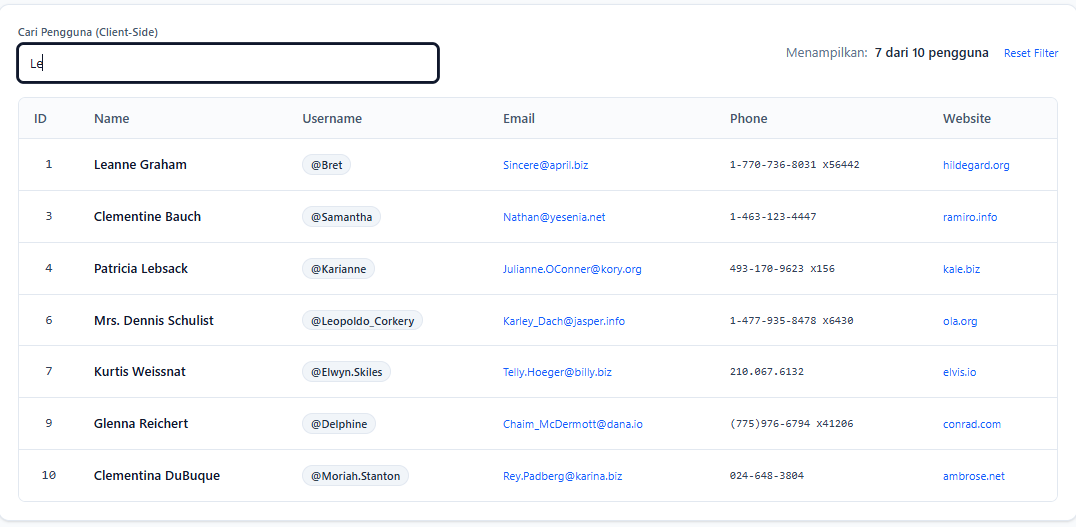 Cari Pengguna (Client-Side)
Le
Menampilkan: 7 dari 10 pengguna Reset Filter
ID Name Username Email Phone Website
1 Leanne Graham @Bret Sincere@april.biz 1-770-736-8031 x56442 hildegard.org
3 Clementine Bauch @Samantha Nathan@yesenia.net 1-463-123-4447 ramiro.info
4 Patricia Lebsack @Karianne Julianne.OConner@kory.org 493-170-9623 x156 kale.biz
6 Mrs. Dennis Schulist @Leopoldo_Corkery Karley_Dach@jasper.info 1-477-935-8478 x6430 ola.org
7 Kurtis Weissnat @Elwyn.Skiles Telly.Hoeger@billy.biz 210.067.6132 elvis.io
9 Glenna Reichert @Delphine Chaim_McDermott@dana.io (775)976-6794 x41206 conrad.com
10 Clementina DuBuque @Moriah.Stanton Rey.Padberg@karina.biz 024-648-3804 ambrose.net